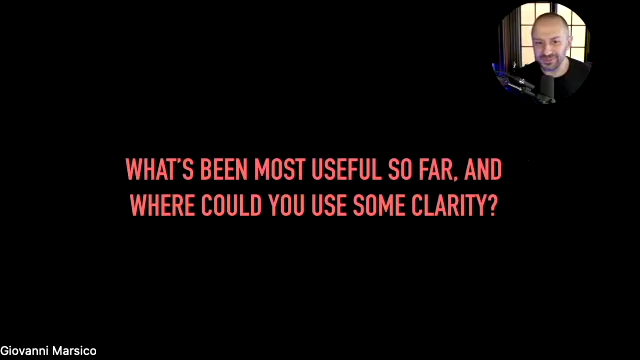 WHAT'S BEEN MOST USEFUL SO FAR, AND
WHERE COULD YOU USE SOME CLARITY?
Giovanni Marsico